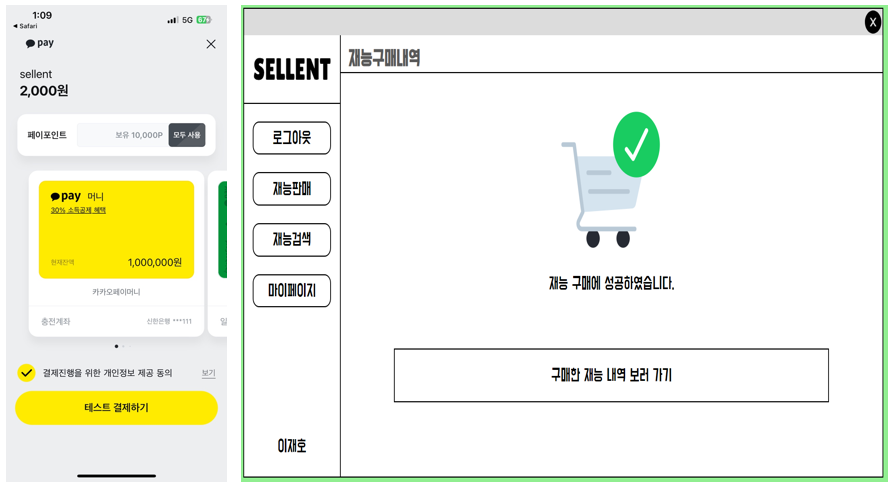 1:09
5G 67
◀ Safari
pay
sellent
2,000원
페이포인트
보유 10,000P
모두 사용
pay 머니
30% 소득공제 혜택
현재잔액
1,000,000원
카카오페이머니
충전계좌
신한은행 ***111
일
결제진행을 위한 개인정보 제공 동의
보기
테스트 결제하기
X
SELLENT
재능구매내역
로그아웃
재능판매
재능검색
마이페이지
이재호
재능 구매에 성공하였습니다.
구매한 재능 내역 보러 가기